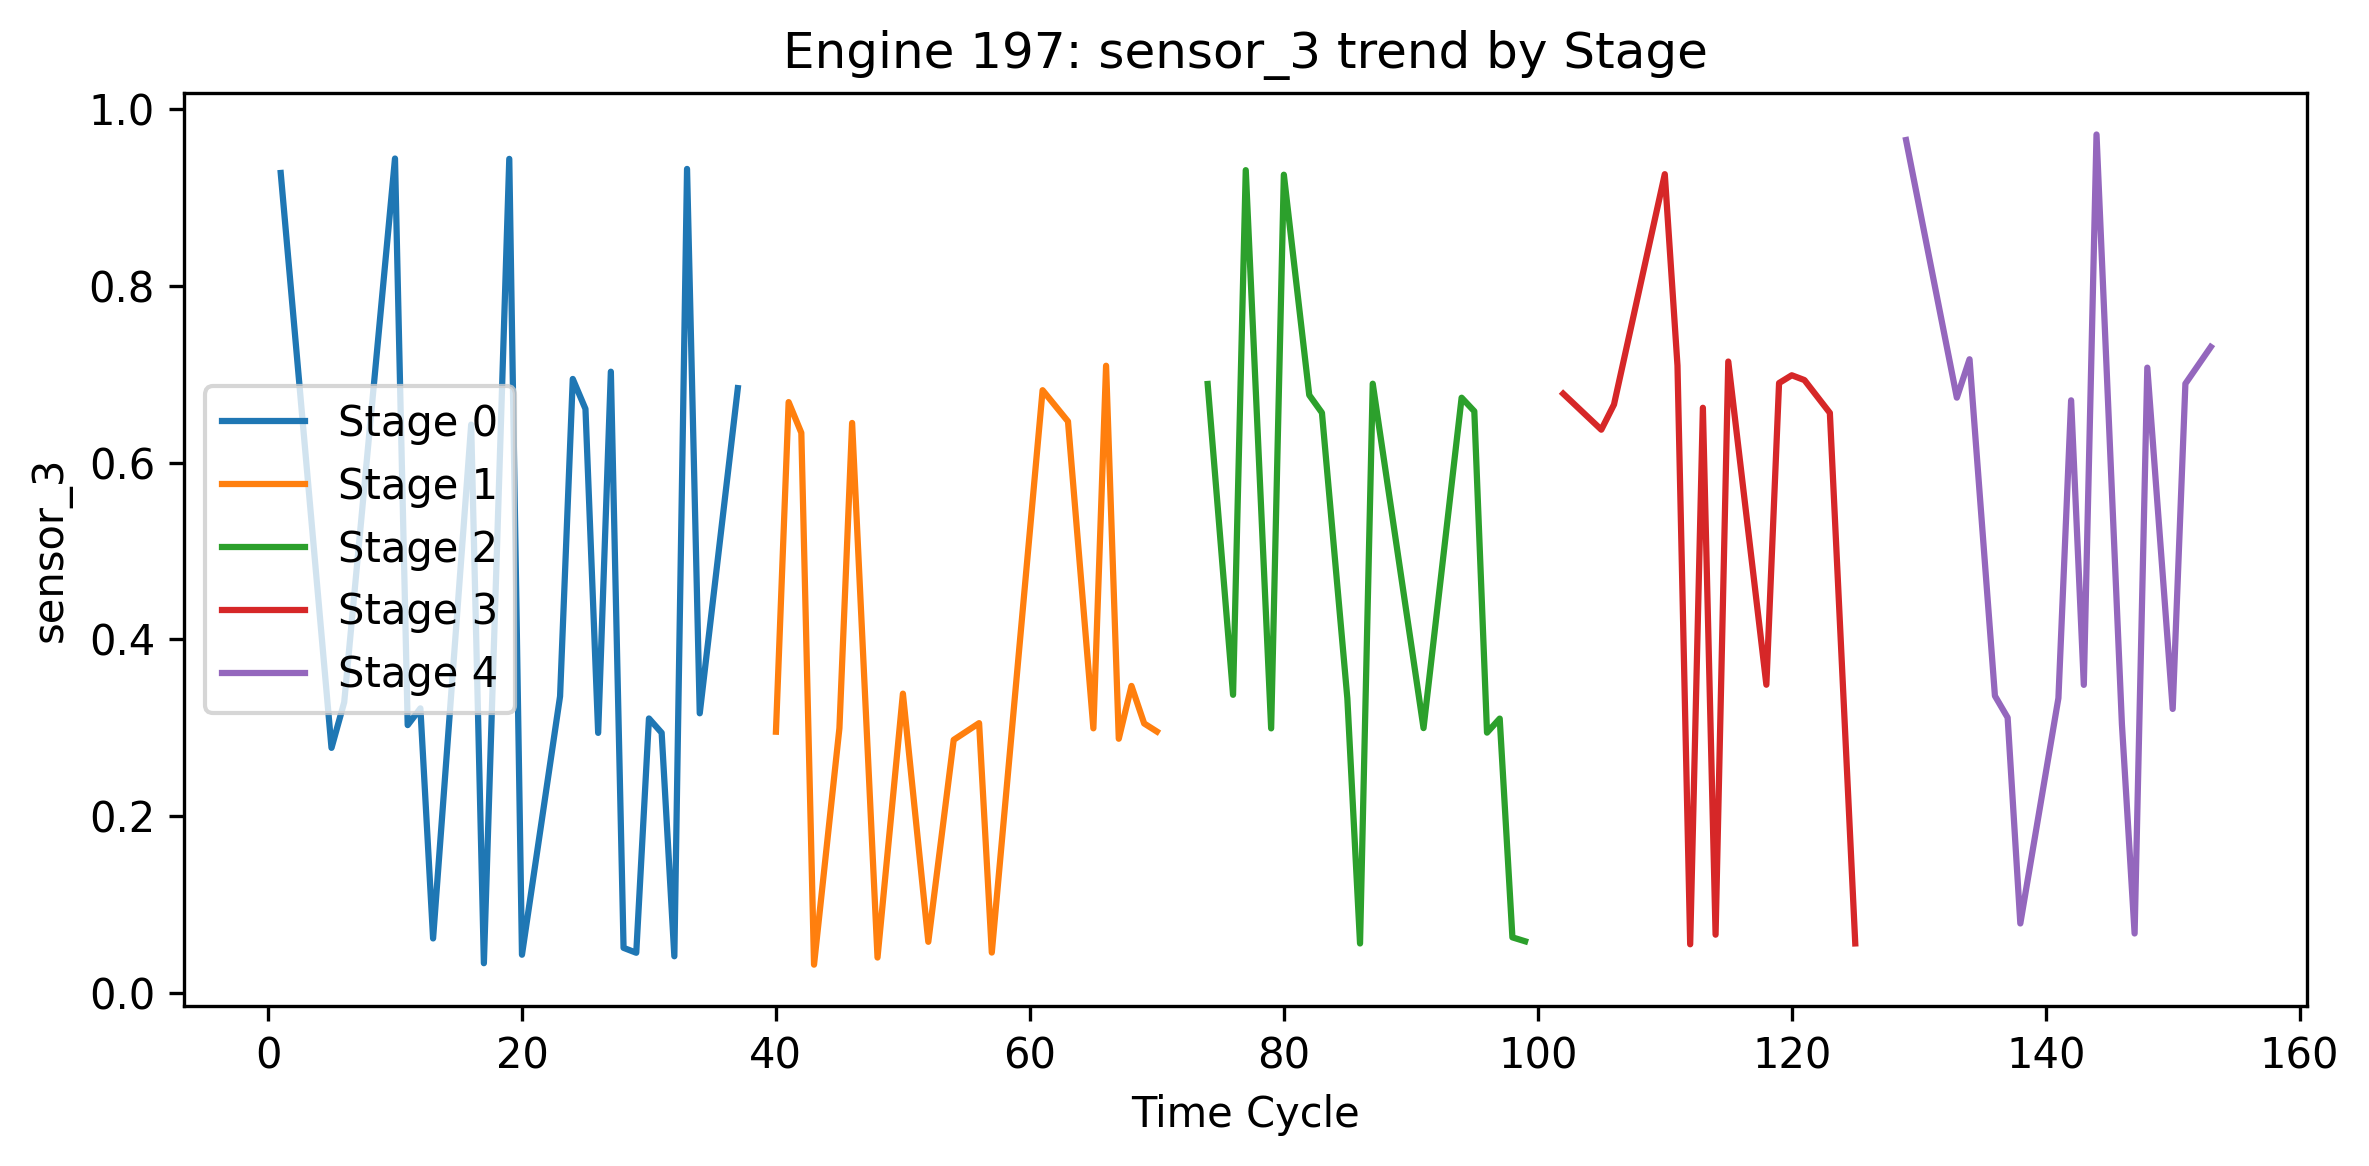 Engine 197: sensor_3 trend by Stage
1.0
0.8
0.6
0.4
0.2
0.0
sensor_3
Stage 0
Stage 1
Stage 2
Stage 3
Stage 4
0 20 40 60 80 100 120 140 160
Time Cycle